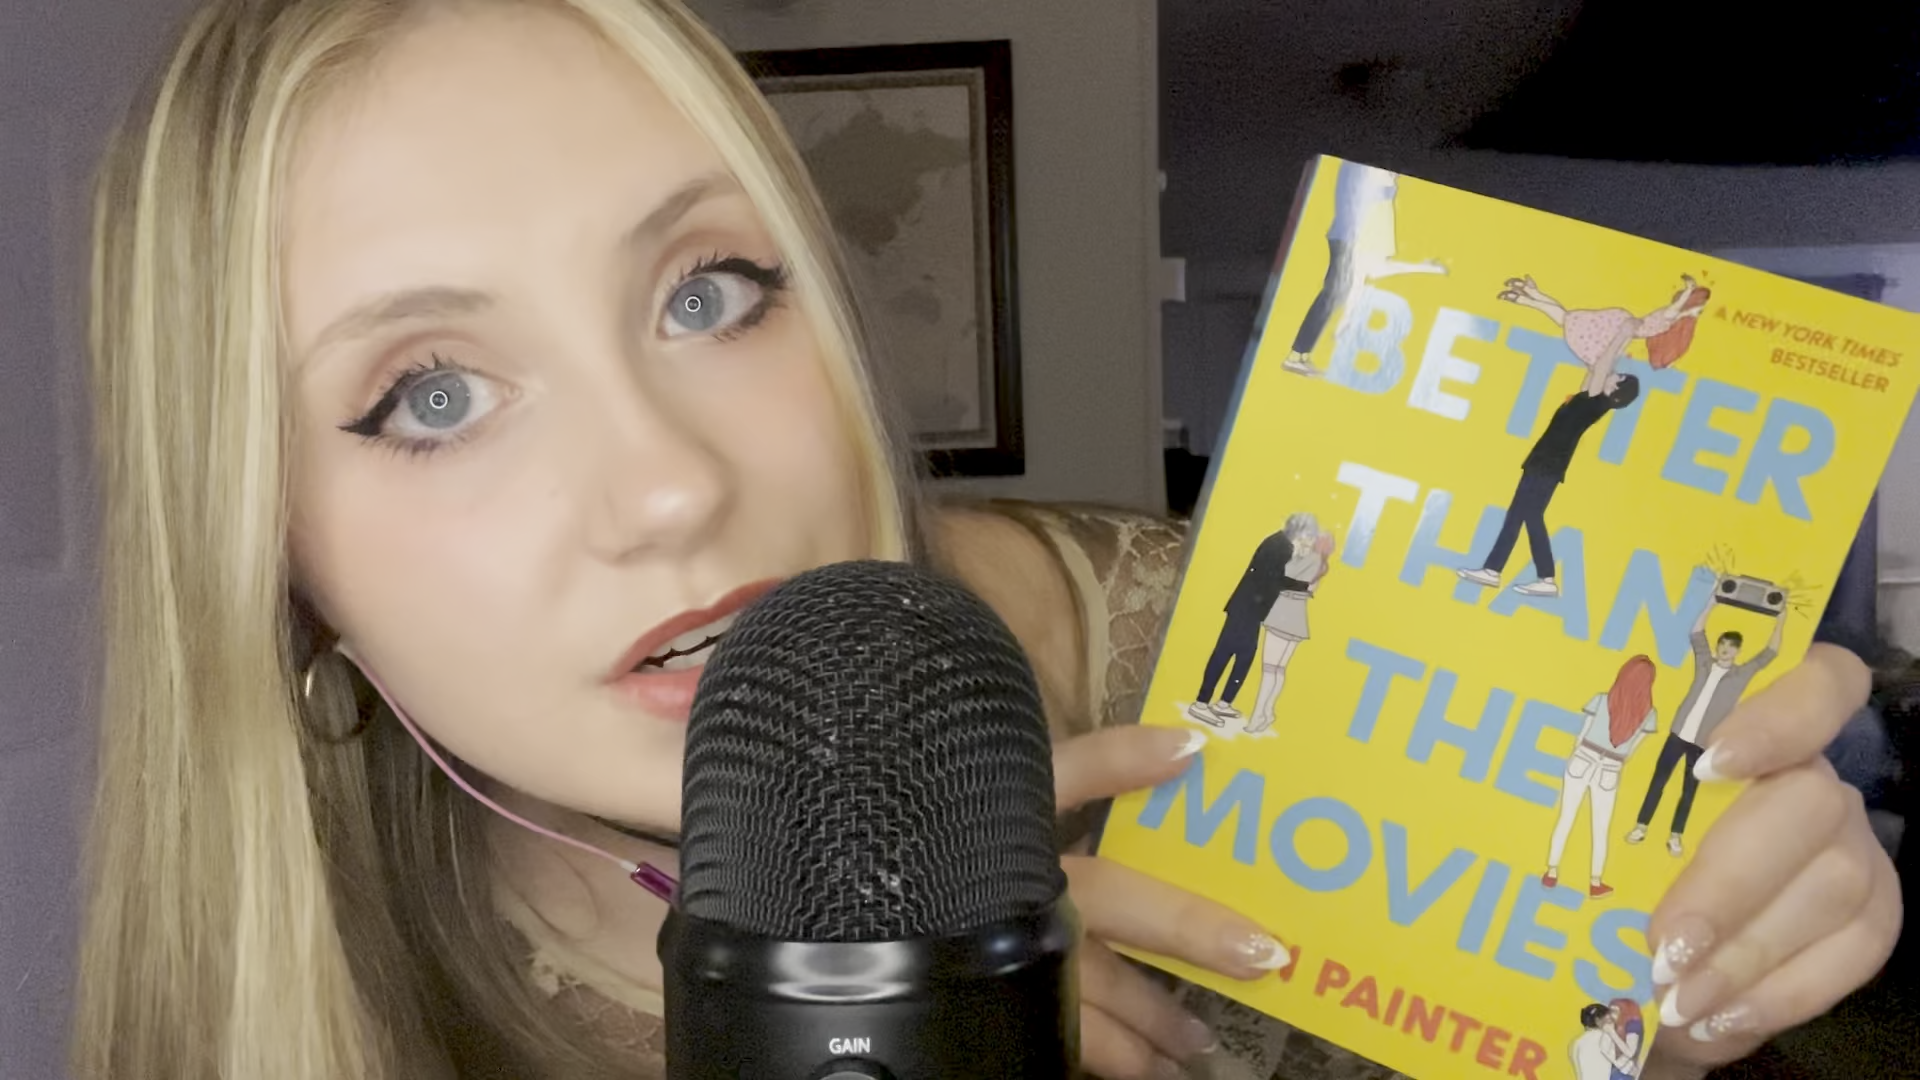 A NEW YORK TIMES
BESTSELLER
BETTER
THAN
THE
MOVIES
PAINTER
GAIN